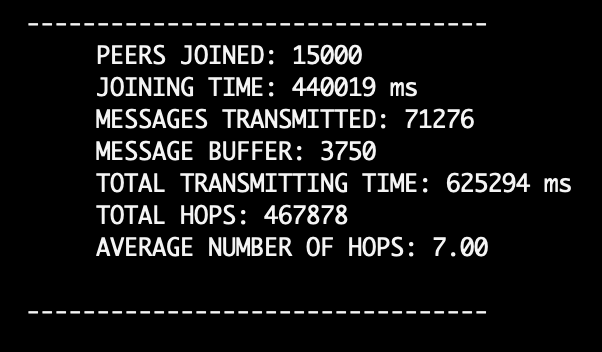 ---------------------------------
PEERS JOINED: 15000
JOINING TIME: 440019 ms
MESSAGES TRANSMITTED: 71276
MESSAGE BUFFER: 3750
TOTAL TRANSMITTING TIME: 625294 ms
TOTAL HOPS: 467878
AVERAGE NUMBER OF HOPS: 7.00
---------------------------------